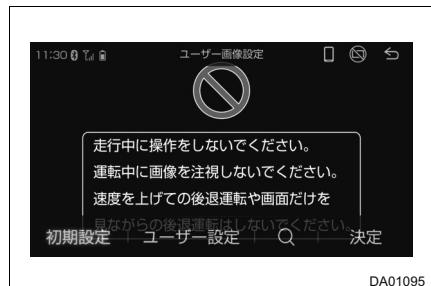 11:30 ユーザー画像設定
走行中に操作をしないでください。
運転中に画像を注視しないでください。
速度を上げての後退運転や画面だけを
見ながらの後退運転はしないでください。
初期設定 ユーザー設定 決定
DA01095